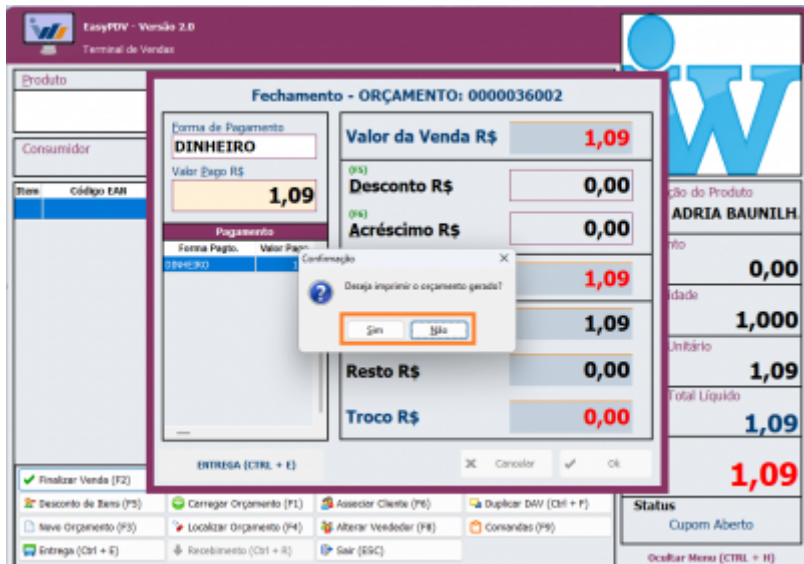 EasyPDV - Versão 2.0
Terminal de Vendas
Produto
Consumidor
Item Código EAN
Fechamento - ORÇAMENTO: 0000036002
Forma de Pagamento
DINHEIRO
Valor Pago R$
1,09
Pagamento
Forma Pagto. Valor Pago
DINHEIRO
Valor da Venda R$ 1,09
(F5)
Desconto R$ 0,00
(F6)
Acréscimo R$ 0,00
1,09
1,09
Resto R$ 0,00
Troco R$ 0,00
ENTREGA (CTRL + E)
Cancelar
Ok
Confirmação
Deseja imprimir o orçamento gerado?
Sim
Não
ção do Produto
ADRIA BAUNILH
nto
0,00
idade
1,000
Unitário
1,09
Total Líquido
1,09
1,09
Status
Cupom Aberto
Ocultar Menu (CTRL + H)
Finalizar Venda (F2)
Desconto de Itens (F5) Carregar Orçamento (F1) Associar Cliente (F6) Duplicar DAV (Ctrl + F)
Novo Orçamento (F3) Localizar Orçamento (F4) Alterar Vendedor (F8) Comandas (F9)
Entrega (Ctrl + E) Recebimento (Ctrl + R) Sair (ESC)